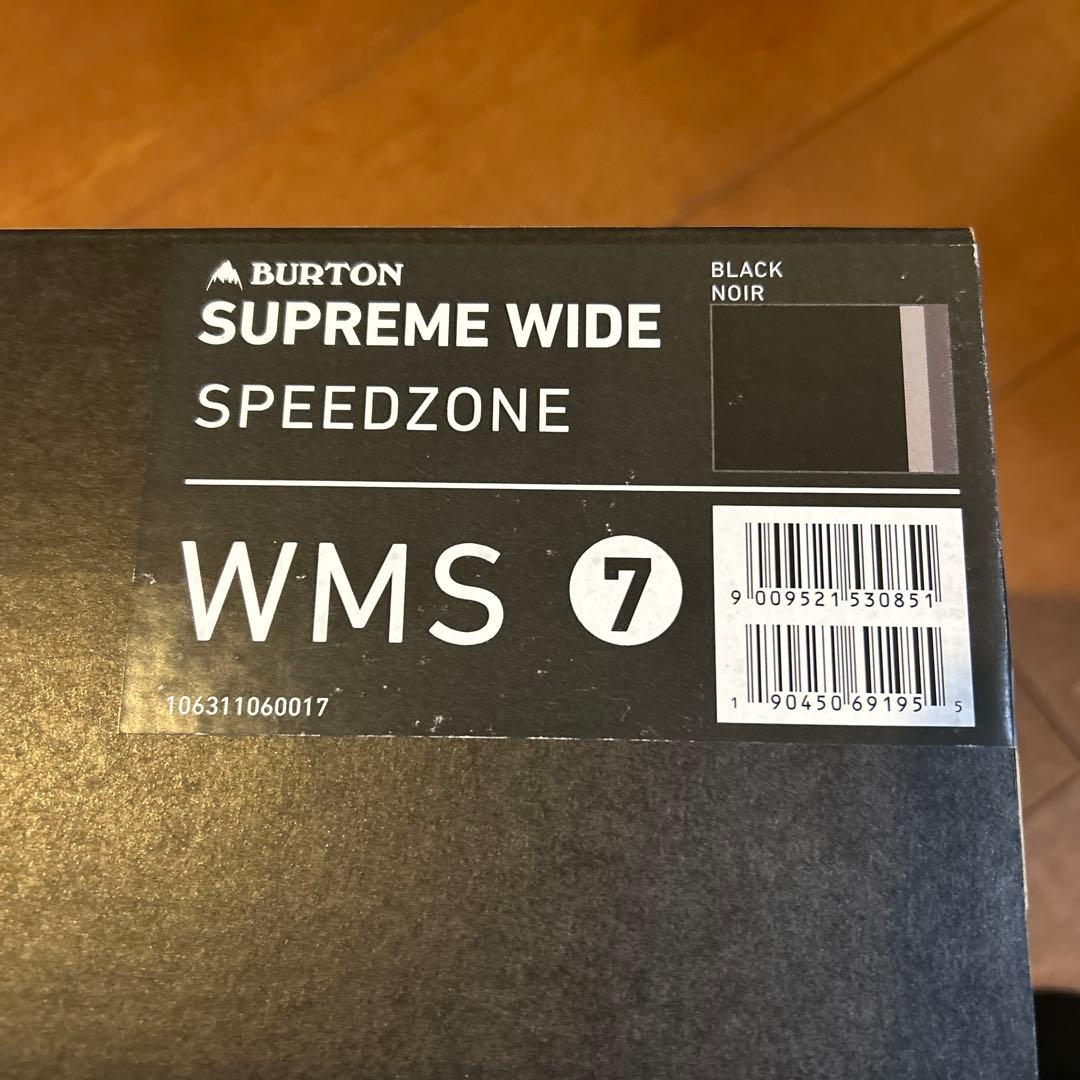 BURTON
SUPREME WIDE
SPEEDZONE
BLACK
NOIR
WMS 7
106311060017
9 009521 530851
1 90450 69195 5